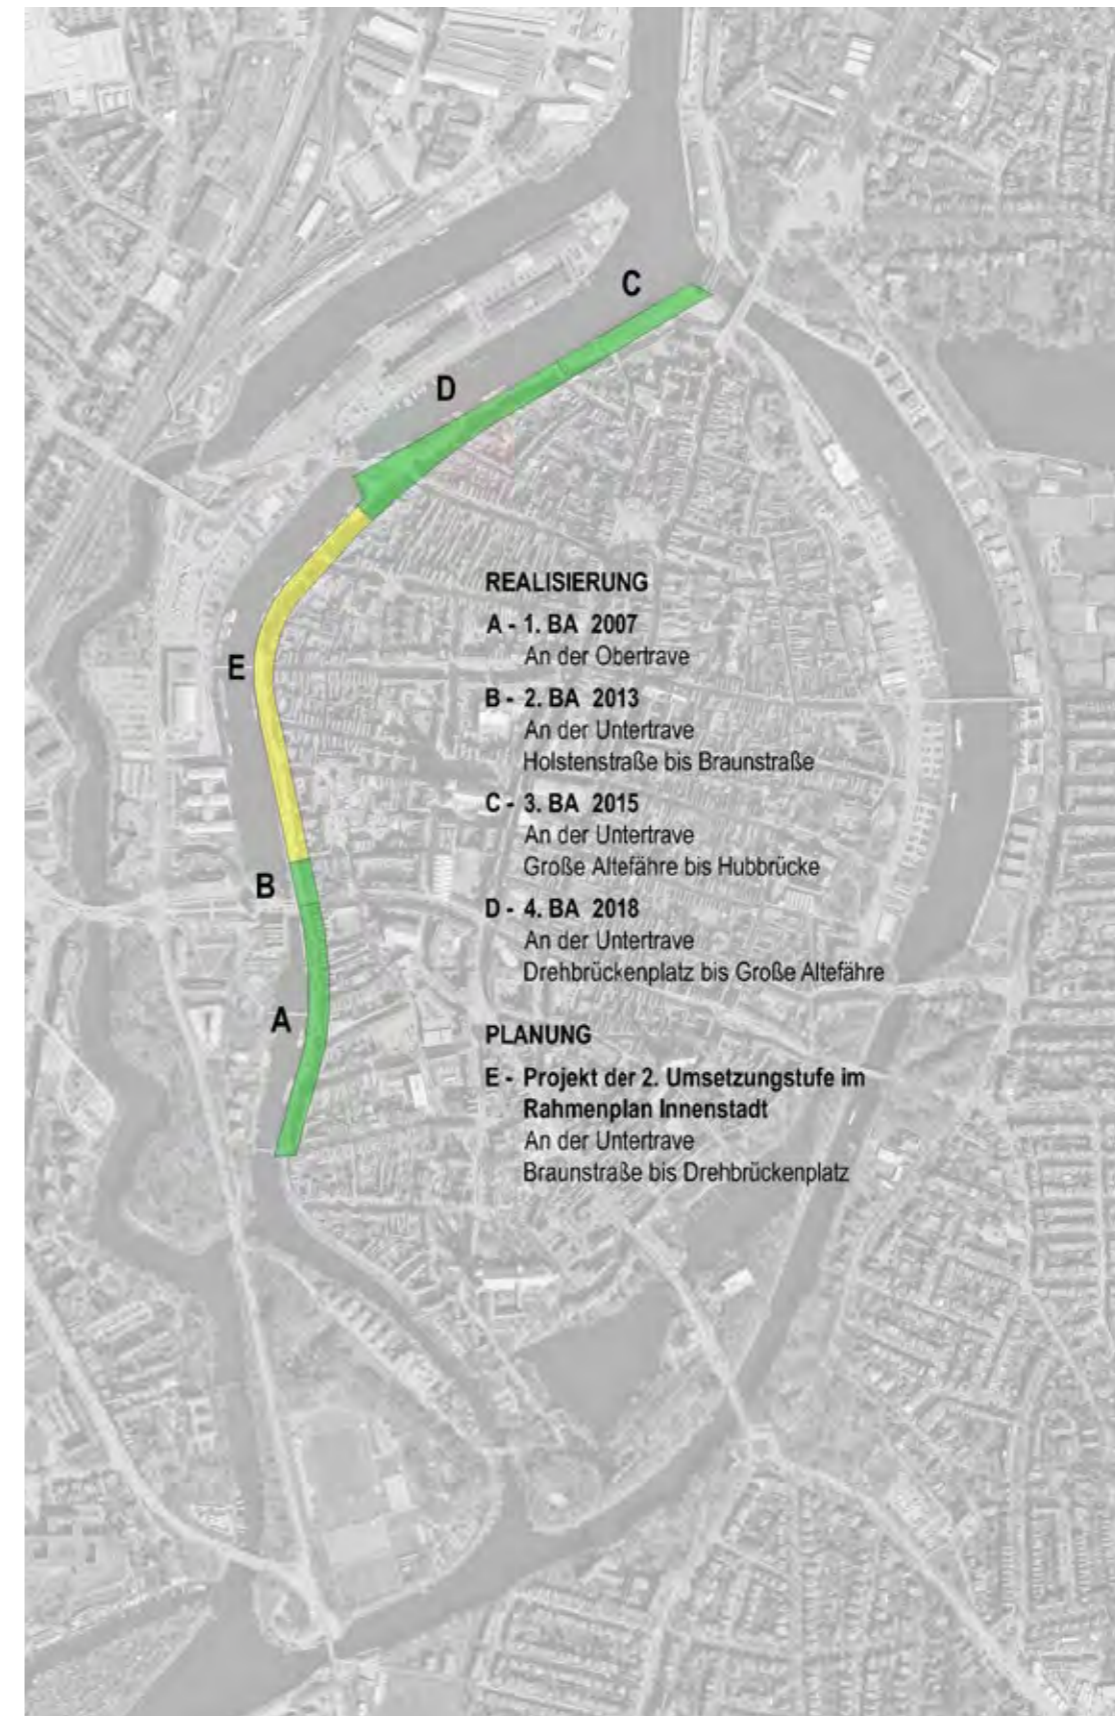 C
D
E
B
A
REALISIERUNG
A - 1. BA 2007
An der Obertrave
B - 2. BA 2013
An der Untertrave
Holstenstraße bis Braunstraße
C - 3. BA 2015
An der Untertrave
Große Altefähre bis Hubbrücke
D - 4. BA 2018
An der Untertrave
Drehbrückenplatz bis Große Altefähre
PLANUNG
E - Projekt der 2. Umsetzungstufe im
Rahmenplan Innenstadt
An der Untertrave
Braunstraße bis Drehbrückenplatz